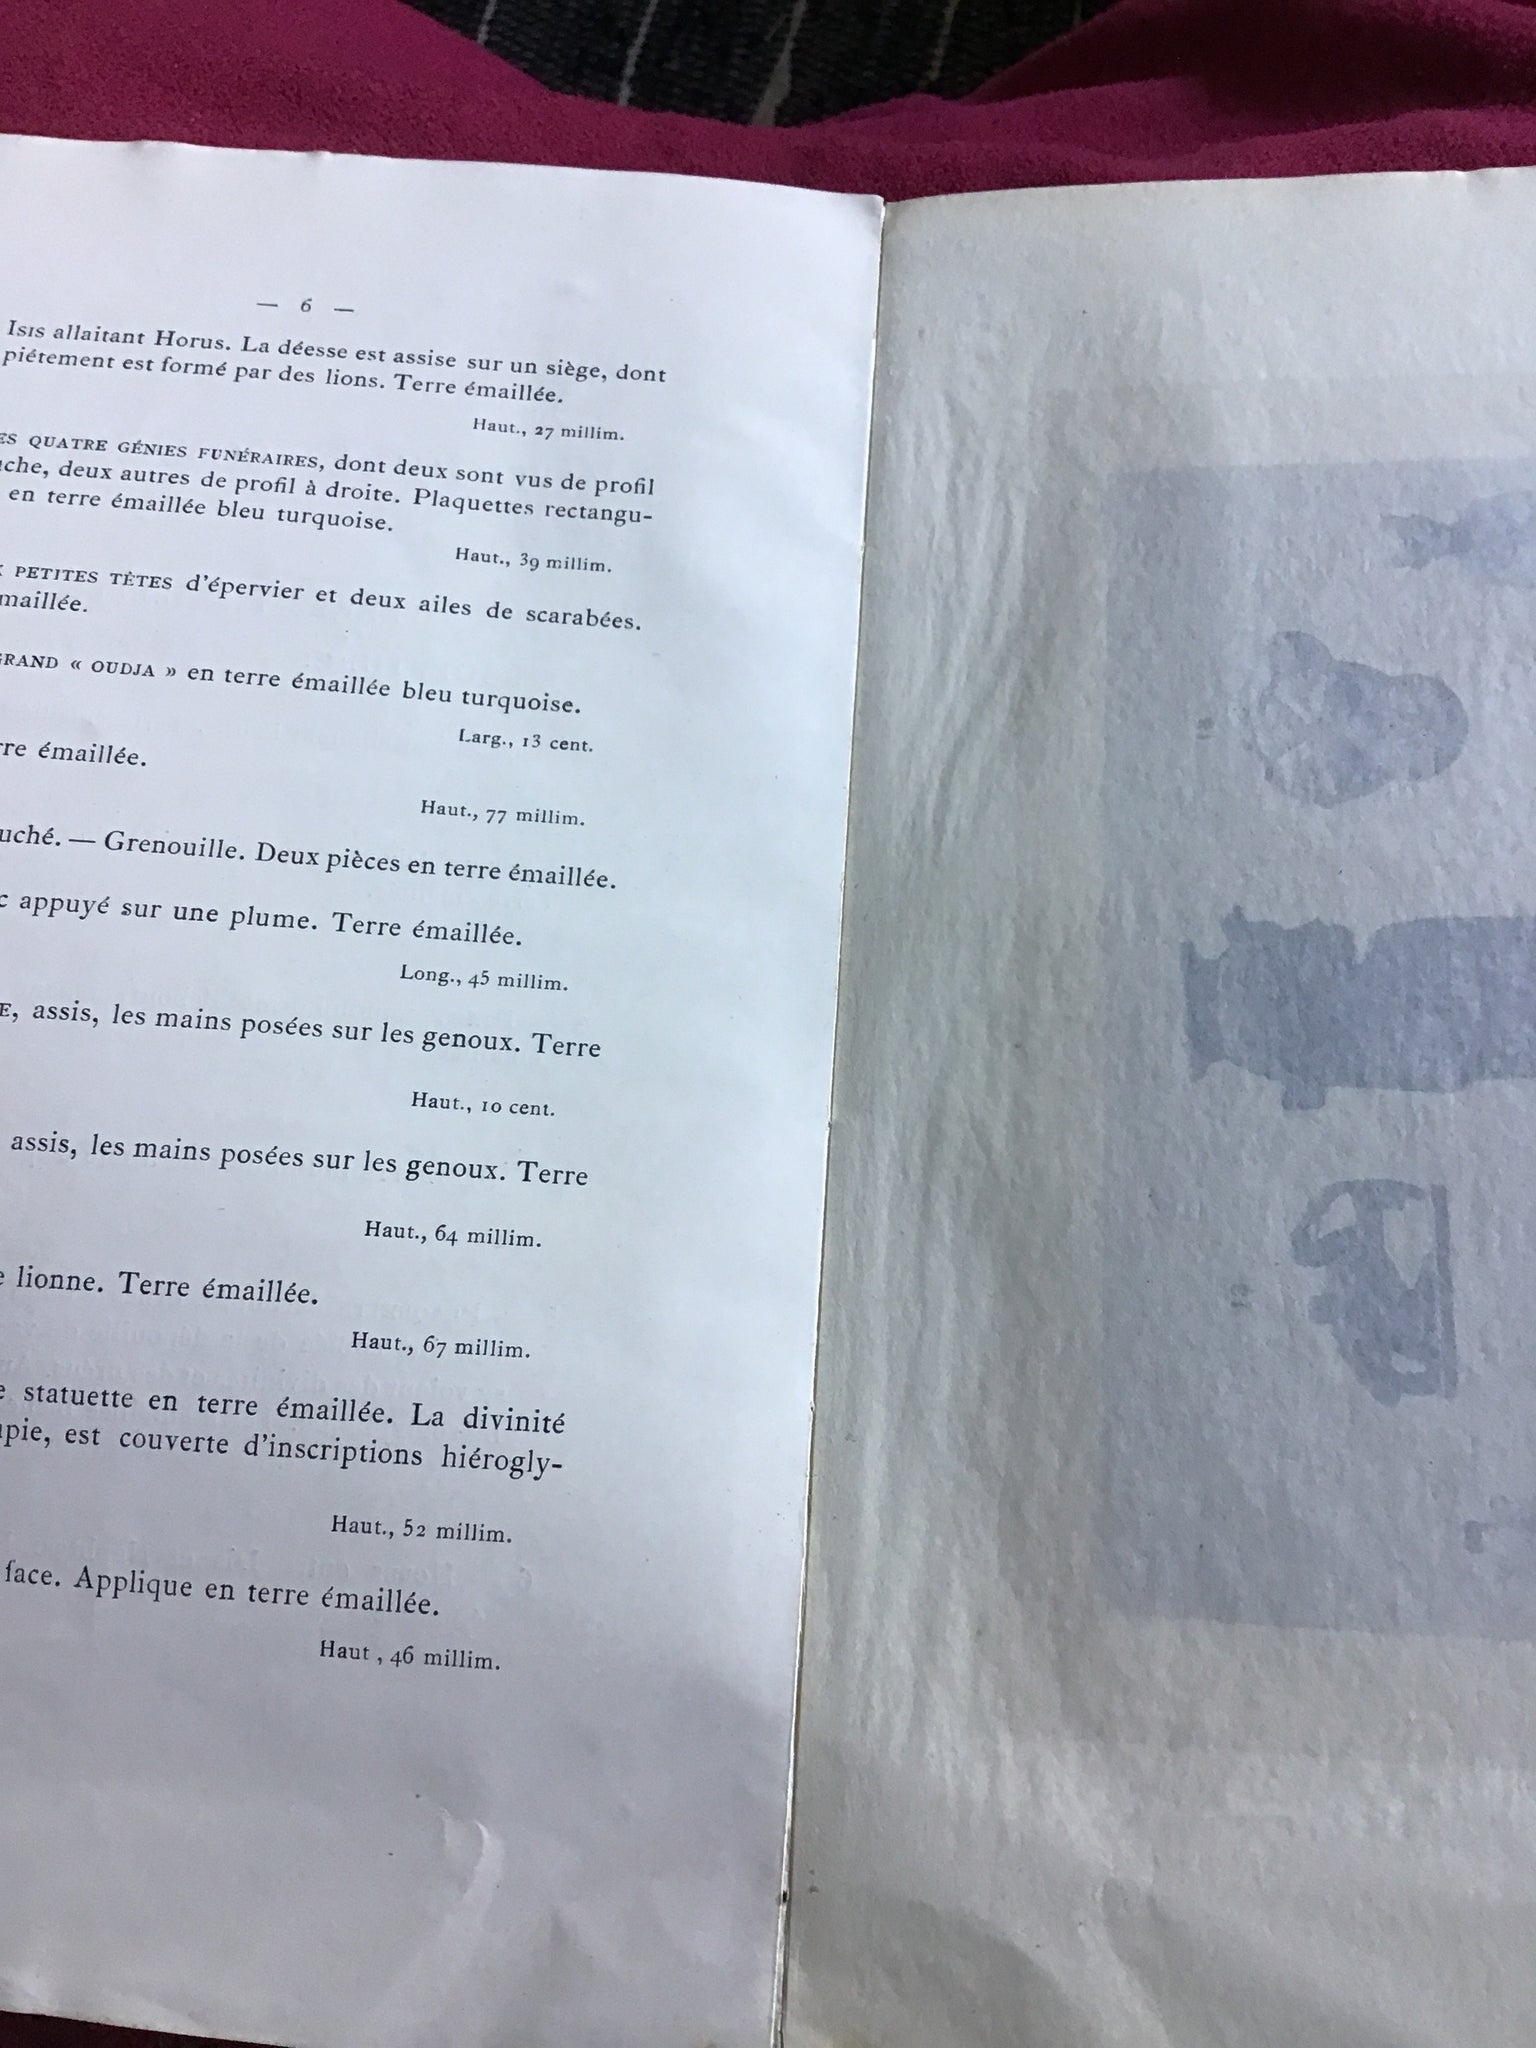 — 6 —
Isis allaitant Horus. La déesse est assise sur un siège, dont
piétement est formé par des lions. Terre émaillée.
Haut., 27 millim.
ES QUATRE GÉNIES FUNÉRAIRES, dont deux sont vus de profil
uche, deux autres de profil à droite. Plaquettes rectangu-
en terre émaillée bleu turquoise.
Haut., 39 millim.
PETITES TÈTES d'épervier et deux ailes de scarabées.
maillée.
GRAND « OUDJA » en terre émaillée bleu turquoise.
Larg., 13 cent.
rre émaillée.
Haut., 77 millim.
uché. — Grenouille. Deux pièces en terre émaillée.
c appuyé sur une plume. Terre émaillée.
Long., 45 millim.
E, assis, les mains posées sur les genoux. Terre
Haut., 10 cent.
assis, les mains posées sur les genoux. Terre
Haut., 64 millim.
e lionne. Terre émaillée.
Haut., 67 millim.
e statuette en terre émaillée. La divinité
pie, est couverte d'inscriptions hiérogly-
Haut., 52 millim.
face. Applique en terre émaillée.
Haut , 46 millim.